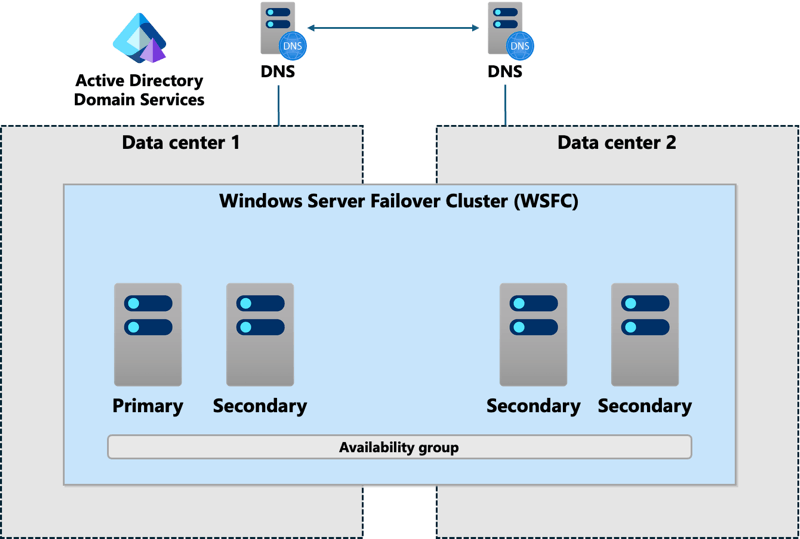 DNS
DNS
Active Directory
Domain Services
DNS
DNS
Data center 1
Data center 2
Windows Server Failover Cluster (WSFC)
Primary
Secondary
Secondary
Secondary
Availability group